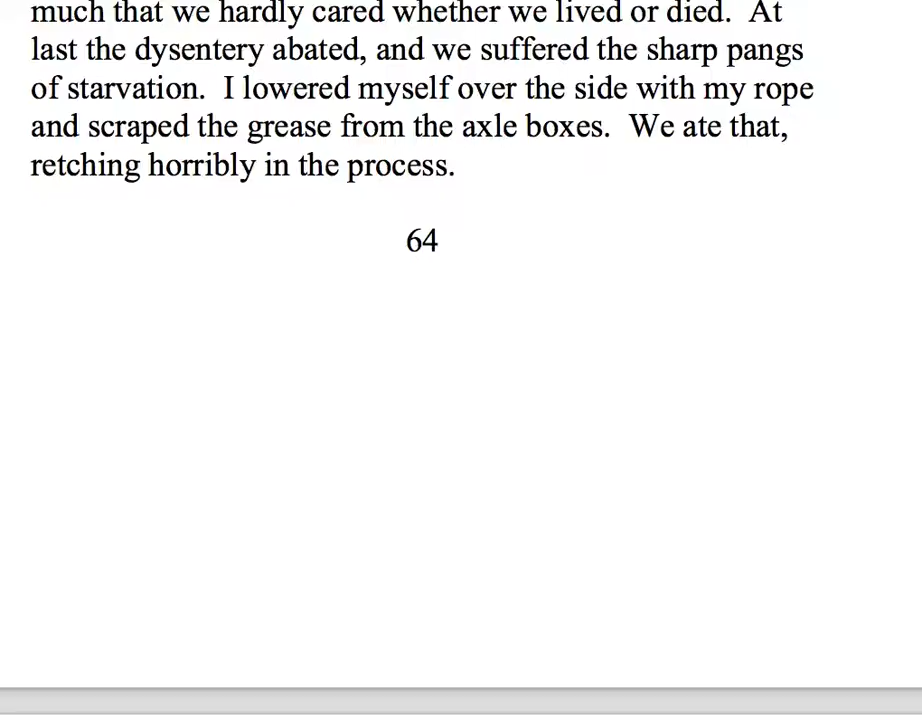 much that we hardly cared whether we lived or died.  At
last the dysentery abated, and we suffered the sharp pangs
of starvation.  I lowered myself over the side with my rope
and scraped the grease from the axle boxes.  We ate that,
retching horribly in the process.
64